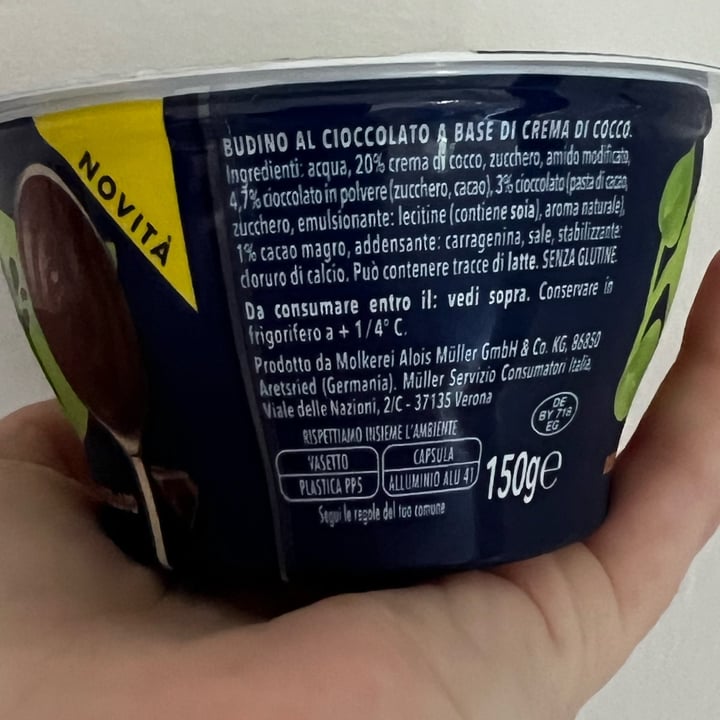 NOVITÀ
BUDINO AL CIOCCOLATO A BASE DI CREMA DI COCCO.
Ingredienti: acqua, 20% crema di cocco, zucchero, amido modificato,
4,7% cioccolato in polvere (zucchero, cacao), 3% cioccolato (pasta di cacao,
zucchero, emulsionante: lecitine (contiene soia), aroma naturale),
1% cacao magro, addensante: carragenina, sale, stabilizzante:
cloruro di calcio. Può contenere tracce di latte. SENZA GLUTINE.
Da consumare entro il: vedi sopra. Conservare in
frigorifero a + 1/4° C.
Prodotto da Molkerei Alois Müller GmbH & Co. KG, 86850
Aretsried (Germania). Müller Servizio Consumatori Italia,
Viale delle Nazioni, 2/C - 37135 Verona
DE
BY 718
EG
RISPETTIAMO INSIEME L'AMBIENTE
VASETTO CAPSULA
PLASTICA PP5 ALLUMINIO ALU 41
150g e
Segui le regole del tuo comune